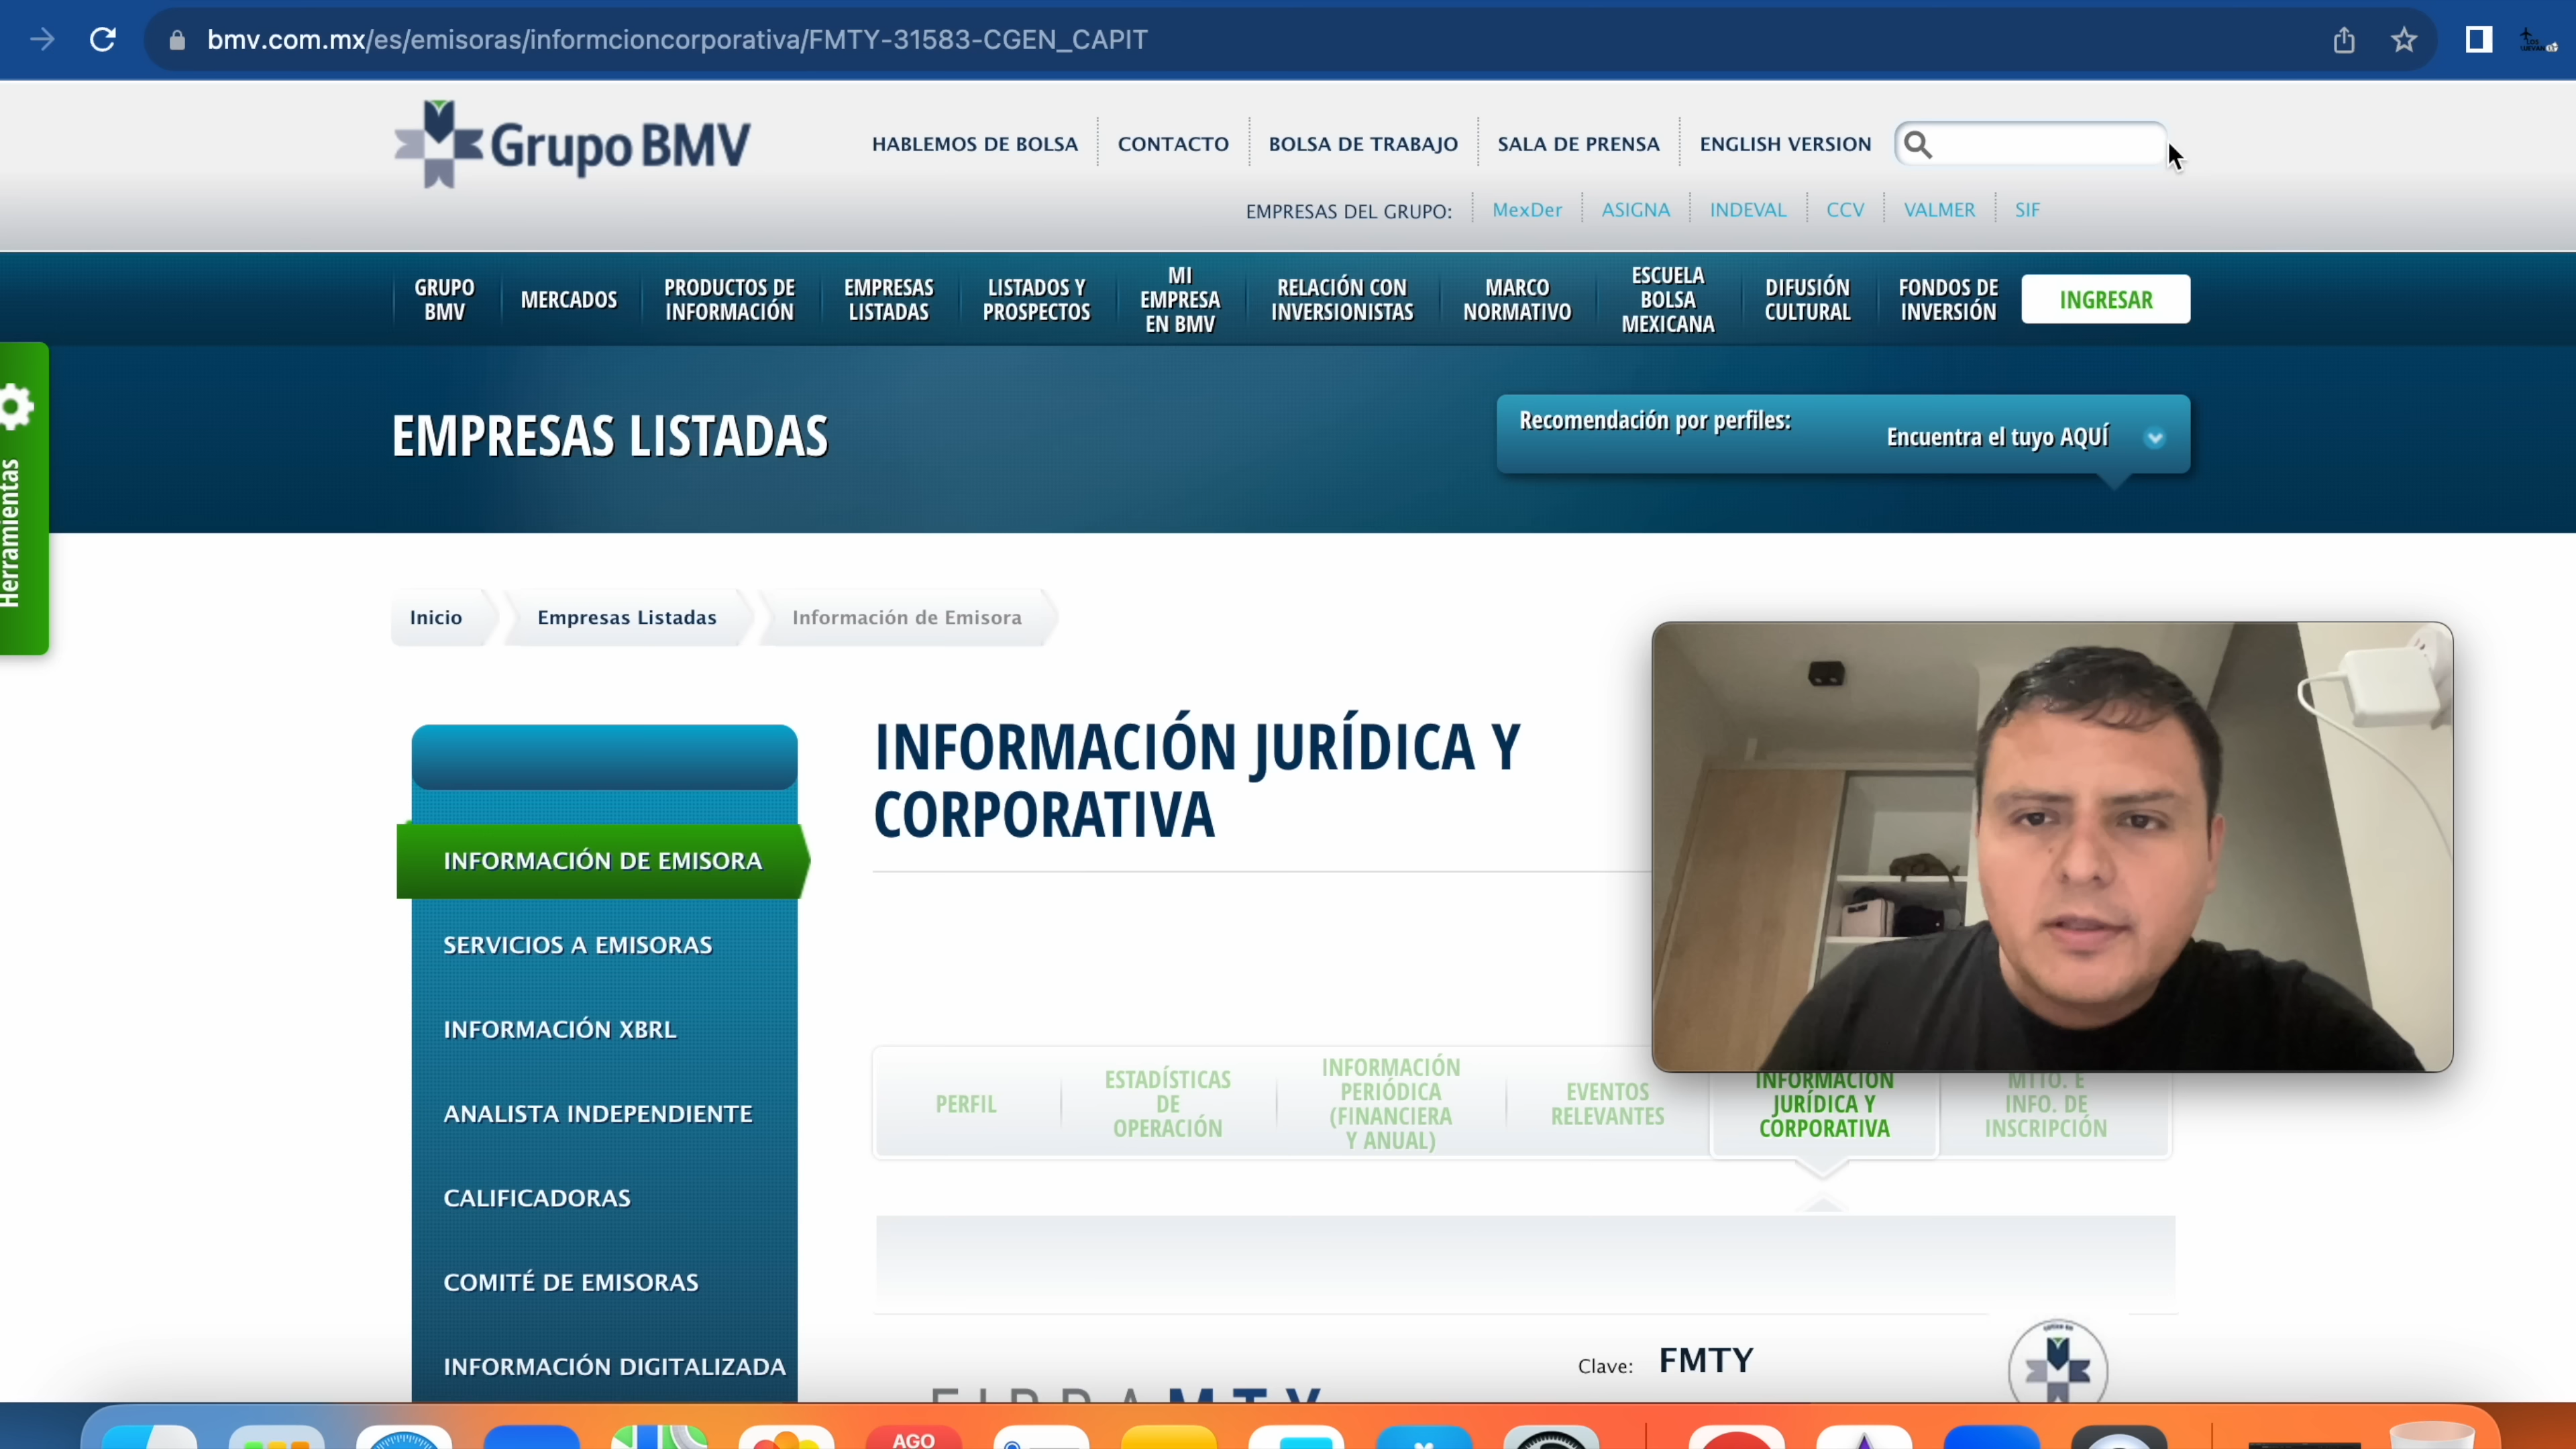 bmv.com.mx/es/emisoras/informcioncorporativa/FMTY-31583-CGEN_CAPIT
Grupo BMV
HABLEMOS DE BOLSA
CONTACTO
BOLSA DE TRABAJO
SALA DE PRENSA
ENGLISH VERSION
EMPRESAS DEL GRUPO:
MexDer
ASIGNA
INDEVAL
CCV
VALMER
SIF
GRUPO
BMV
MERCADOS
PRODUCTOS DE
INFORMACIÓN
EMPRESAS
LISTADAS
LISTADOS Y
PROSPECTOS
MI
EMPRESA
EN BMV
RELACIÓN CON
INVERSIONISTAS
MARCO
NORMATIVO
ESCUELA
BOLSA
MEXICANA
DIFUSIÓN
CULTURAL
FONDOS DE
INVERSIÓN
INGRESAR
Herramientas
EMPRESAS LISTADAS
Recomendación por perfiles:
Encuentra el tuyo AQUÍ
Inicio
Empresas Listadas
Información de Emisora
INFORMACIÓN DE EMISORA
SERVICIOS A EMISORAS
INFORMACIÓN XBRL
ANALISTA INDEPENDIENTE
CALIFICADORAS
COMITÉ DE EMISORAS
INFORMACIÓN DIGITALIZADA
INFORMACIÓN JURÍDICA Y
CORPORATIVA
PERFIL
ESTADÍSTICAS
DE
OPERACIÓN
INFORMACIÓN
PERIÓDICA
(FINANCIERA
Y ANUAL)
EVENTOS
RELEVANTES
INFORMACIÓN
JURÍDICA Y
CORPORATIVA
MTTO. E
INFO. DE
INSCRIPCIÓN
Clave: FMTY
FIBRA MTY
AGO